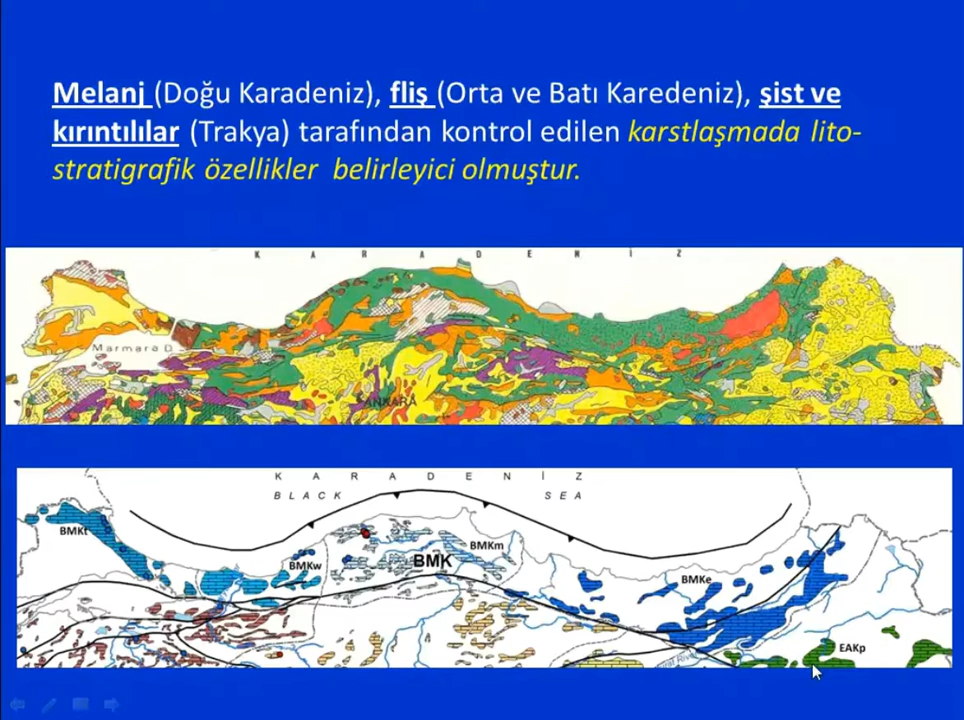 Melanj (Doğu Karadeniz), fliş (Orta ve Batı Karedeniz), şist ve
kırıntılılar (Trakya) tarafından kontrol edilen karstlaşmada lito-
stratigrafik özellikler belirleyici olmuştur.
K A R A D E N İ Z
Marmara D.
ANKARA
K A R A D E N İ Z
BLACK SEA
BMKt
BMKw
BMK
BMKm
BMKe
EAKp